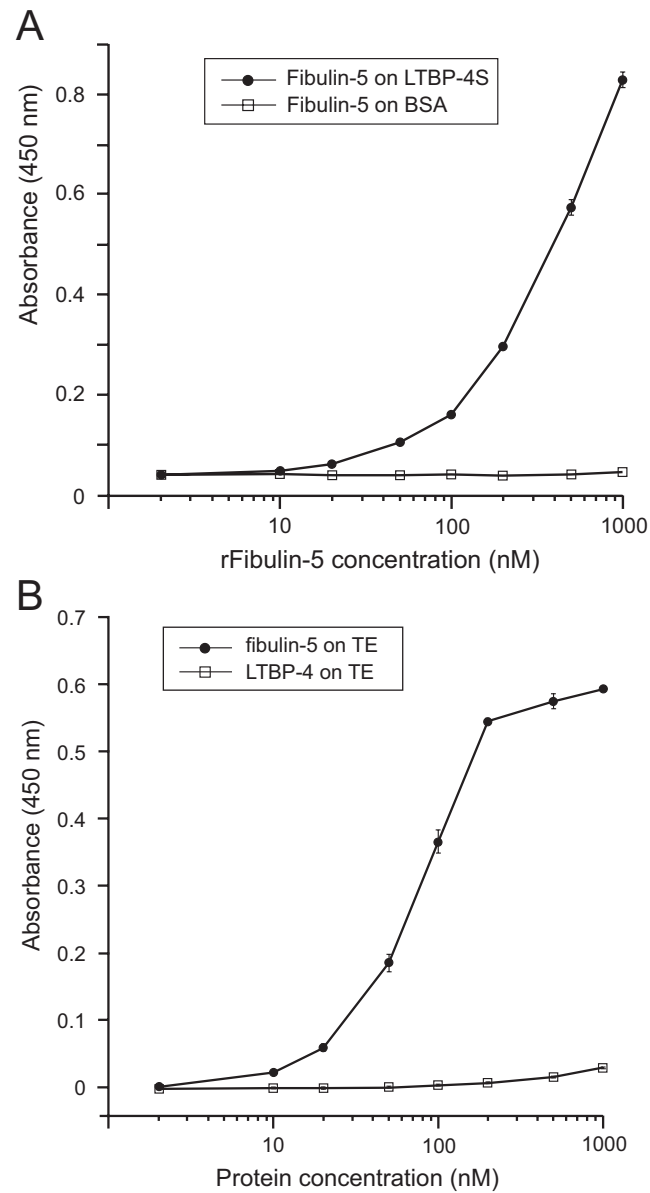 A
Absorbance (450 nm)
0.8
0.6
0.4
0.2
0
Fibulin-5 on LTBP-4S
Fibulin-5 on BSA
10
100
1000
rFibulin-5 concentration (nM)
B
Absorbance (450 nm)
0.7
0.6
0.5
0.4
0.3
0.2
0.1
0
fibulin-5 on TE
LTBP-4 on TE
10
100
1000
Protein concentration (nM)